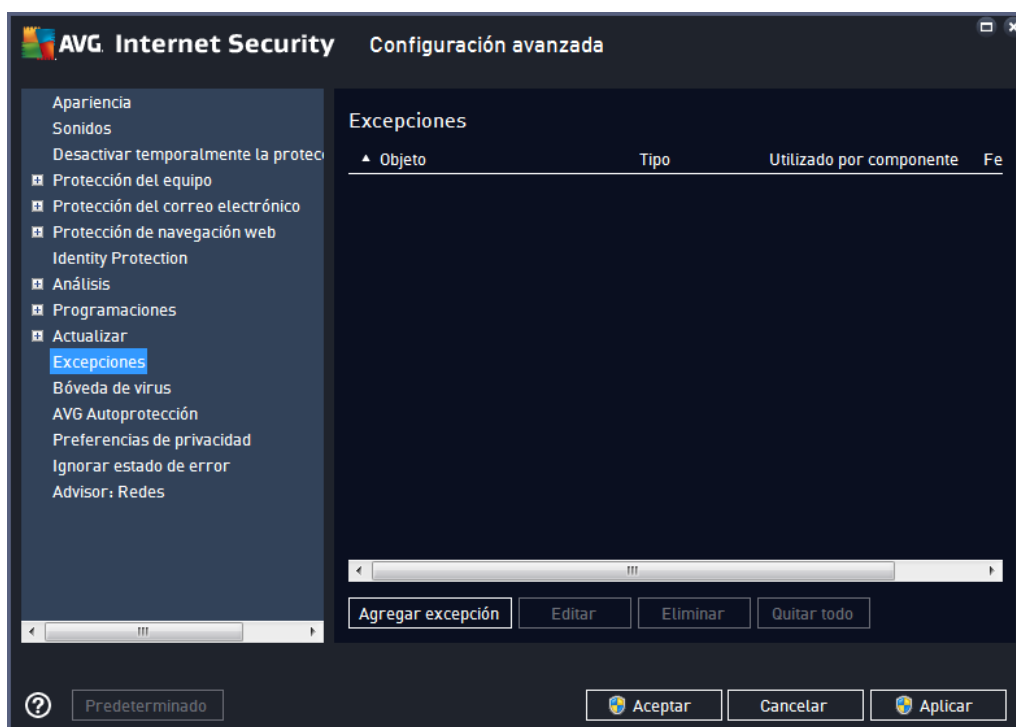 AVG. Internet Security Configuración avanzada
Apariencia
Sonidos
Desactivar temporalmente la protec
Protección del equipo
Protección del correo electrónico
Protección de navegación web
Identity Protection
Análisis
Programaciones
Actualizar
Excepciones
Bóveda de virus
AVG Autoprotección
Preferencias de privacidad
Ignorar estado de error
Advisor: Redes
Excepciones
Objeto Tipo Utilizado por componente Fe
Agregar excepción Editar Eliminar Quitar todo
Predeterminado Aceptar Cancelar Aplicar